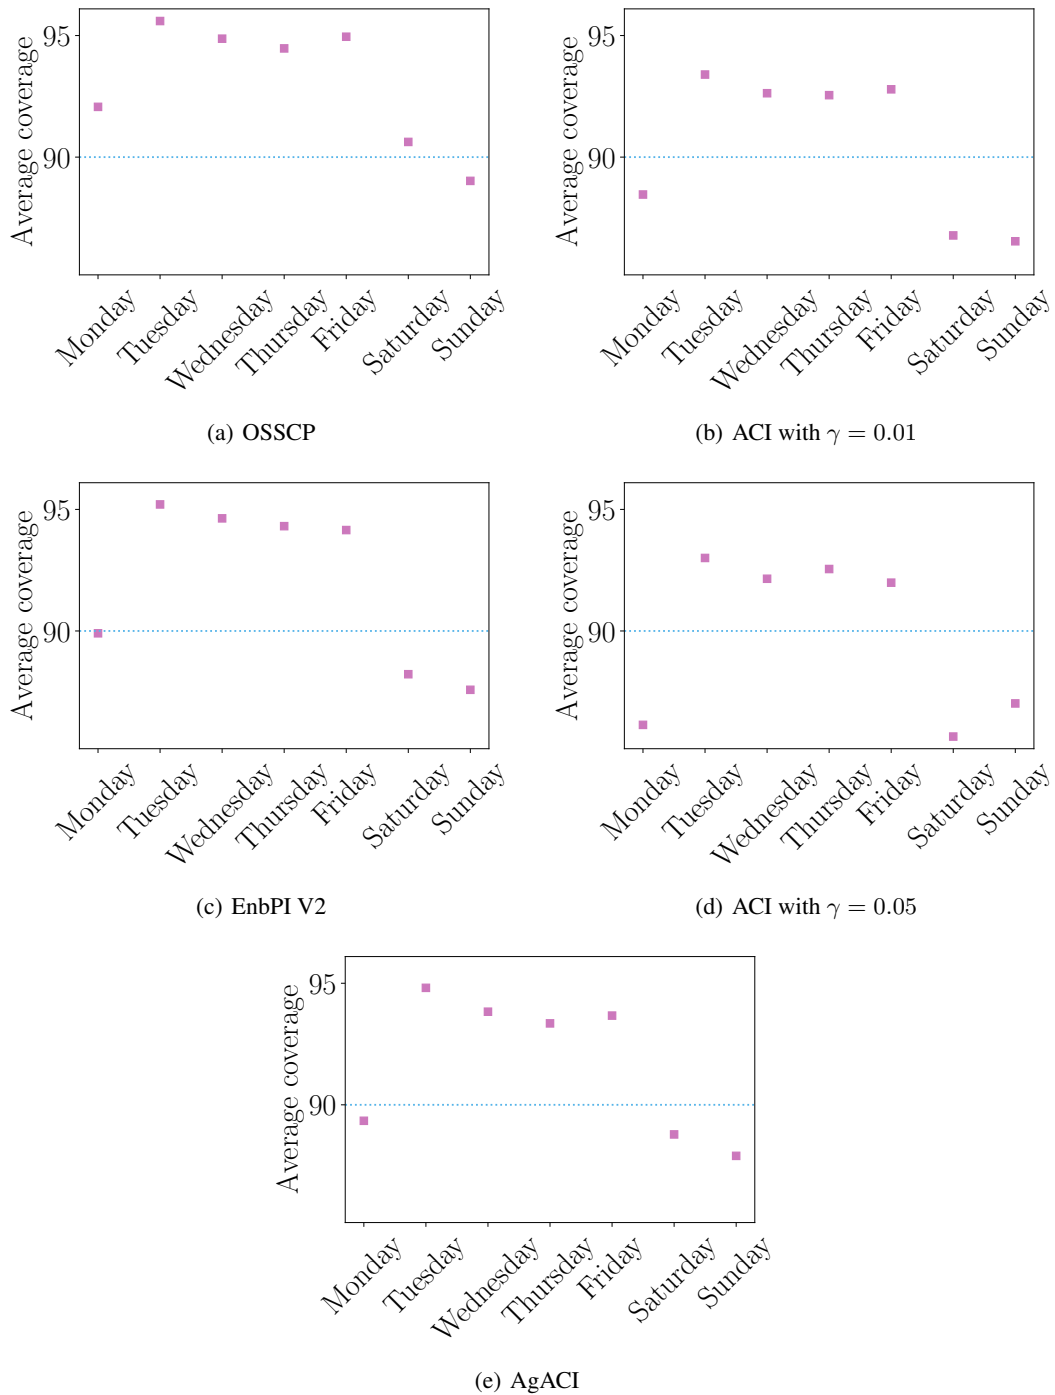 Average coverage
95
90
Monday
Tuesday
Wednesday
Thursday
Friday
Saturday
Sunday
(a) OSSCP
Average coverage
95
90
Monday
Tuesday
Wednesday
Thursday
Friday
Saturday
Sunday
(b) ACI with γ = 0.01
Average coverage
95
90
Monday
Tuesday
Wednesday
Thursday
Friday
Saturday
Sunday
(c) EnbPI V2
Average coverage
95
90
Monday
Tuesday
Wednesday
Thursday
Friday
Saturday
Sunday
(d) ACI with γ = 0.05
Average coverage
95
90
Monday
Tuesday
Wednesday
Thursday
Friday
Saturday
Sunday
(e) AgACI